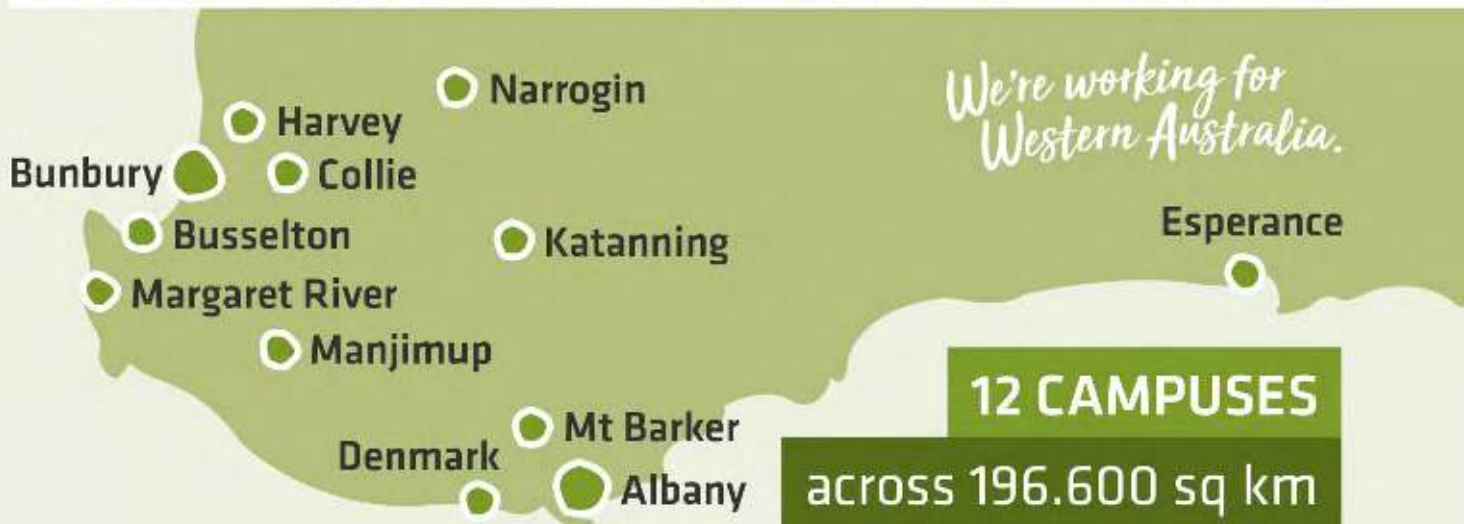 Narrogin
We're working for
Western Australia.
Harvey
Bunbury
Collie
Busselton
Katanning
Esperance
Margaret River
Manjimup
12 CAMPUSES
across 196.600 sq km
Mt Barker
Denmark
Albany